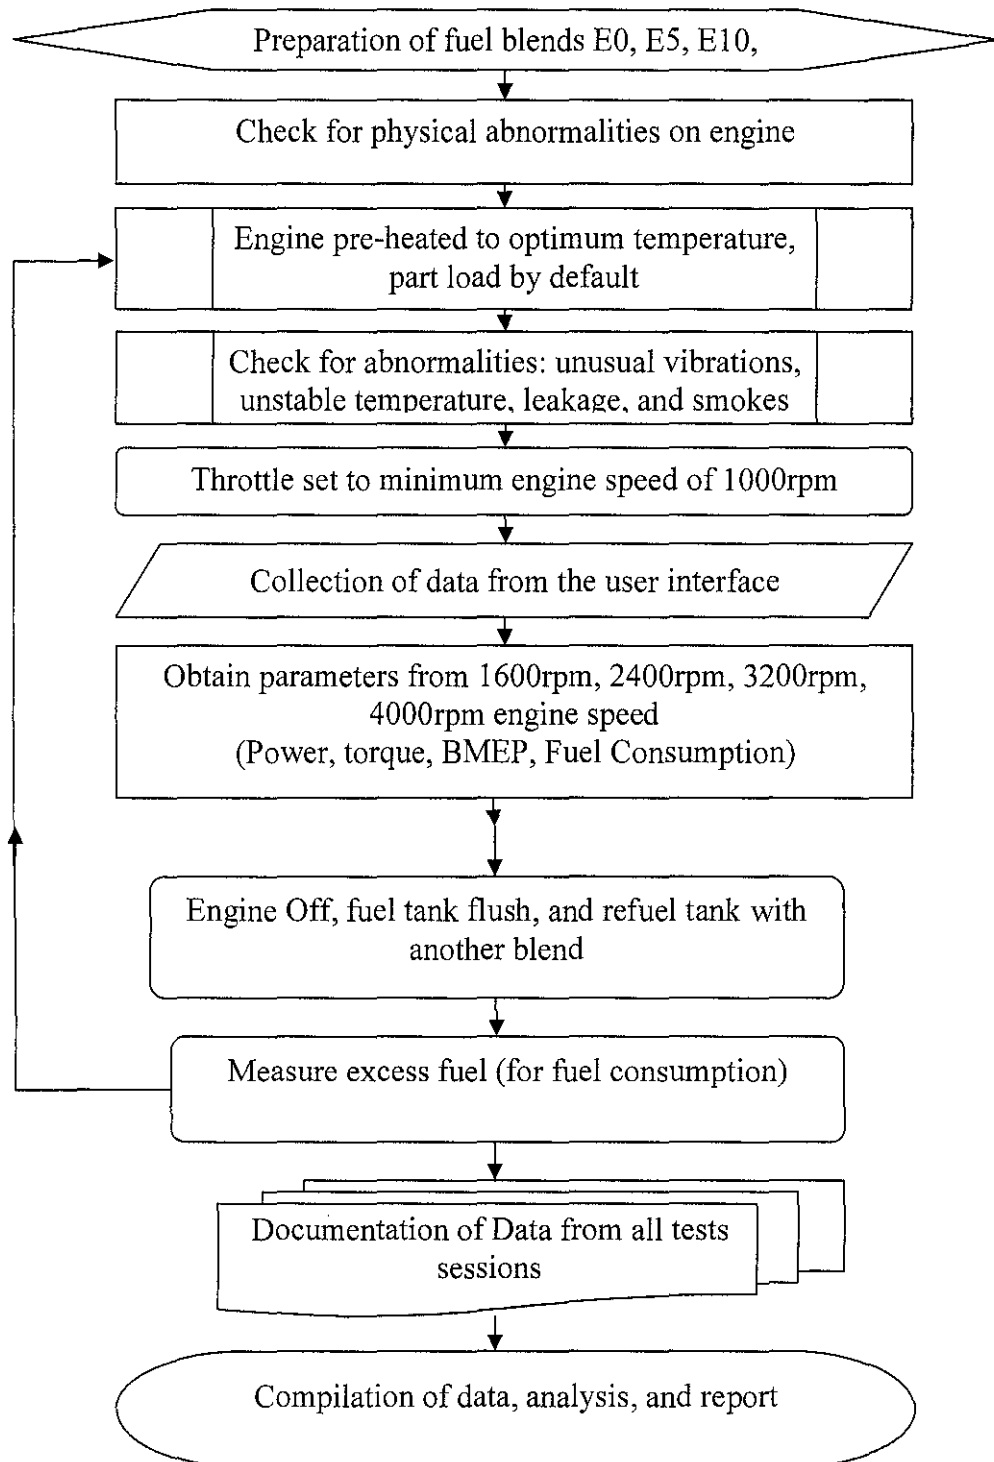 Preparation of fuel blends E0, E5, E10,
Check for physical abnormalities on engine
Engine pre-heated to optimum temperature,
part load by default
Check for abnormalities: unusual vibrations,
unstable temperature, leakage, and smokes
Throttle set to minimum engine speed of 1000rpm
Collection of data from the user interface
Obtain parameters from 1600rpm, 2400rpm, 3200rpm,
4000rpm engine speed
(Power, torque, BMEP, Fuel Consumption)
Engine Off, fuel tank flush, and refuel tank with
another blend
Measure excess fuel (for fuel consumption)
Documentation of Data from all tests
sessions
Compilation of data, analysis, and report